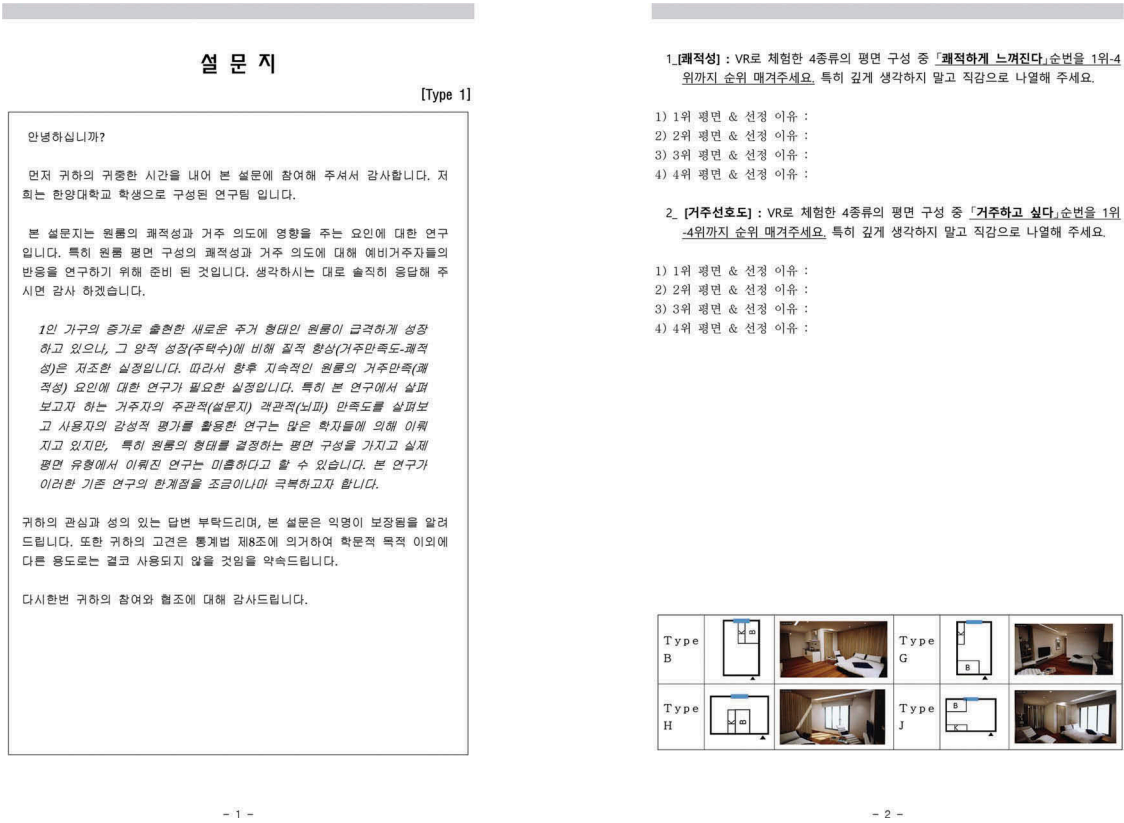 설 문 지
[Type 1]
안녕하십니까?
먼저 귀하의 귀중한 시간을 내어 본 설문에 참여해 주셔서 감사합니다. 저
희는 한양대학교 학생으로 구성된 연구팀 입니다.
본 설문지는 원룸의 쾌적성과 거주 의도에 영향을 주는 요인에 대한 연구
입니다. 특히 원룸 평면 구성의 쾌적성과 거주 의도에 대해 예비거주자들의
반응을 연구하기 위해 준비 된 것입니다. 생각하시는 대로 솔직히 응답해 주
시면 감사 하겠습니다.
1인 가구의 증가로 출현한 새로운 주거 형태인 원룸이 급격하게 성장
하고 있으나, 그 양적 성장(주택수)에 비해 질적 향상(거주만족도-쾌적
성)은 저조한 실정입니다. 따라서 향후 지속적인 원룸의 거주만족(쾌
적성) 요인에 대한 연구가 필요한 실정입니다. 특히 본 연구에서 살펴
보고자 하는 거주자의 주관적(설문지) 객관적(뇌파) 만족도를 살펴보
고 사용자의 감성적 평가를 활용한 연구는 많은 학자들에 의해 이뤄
지고 있지만, 특히 원룸의 형태를 결정하는 평면 구성을 가지고 실제
평면 유형에서 이뤄진 연구는 미흡하다고 할 수 있습니다. 본 연구가
이러한 기존 연구의 한계점을 조금이나마 극복하고자 합니다.
귀하의 관심과 성의 있는 답변 부탁드리며, 본 설문은 익명이 보장됨을 알려
드립니다. 또한 귀하의 고견은 통계법 제8조에 의거하여 학문적 목적 이외에
다른 용도로는 결코 사용되지 않을 것임을 약속드립니다.
다시한번 귀하의 참여와 협조에 대해 감사드립니다.
- 1 -
1_[쾌적성] : VR로 체험한 4종류의 평면 구성 중 「쾌적하게 느껴진다」순번을 1위-4
위까지 순위 매겨주세요. 특히 깊게 생각하지 말고 직감으로 나열해 주세요.
1) 1위 평면 & 선정 이유 :
2) 2위 평면 & 선정 이유 :
3) 3위 평면 & 선정 이유 :
4) 4위 평면 & 선정 이유 :
2_ [거주선호도] : VR로 체험한 4종류의 평면 구성 중 「거주하고 싶다」순번을 1위
-4위까지 순위 매겨주세요. 특히 깊게 생각하지 말고 직감으로 나열해 주세요.
1) 1위 평면 & 선정 이유 :
2) 2위 평면 & 선정 이유 :
3) 3위 평면 & 선정 이유 :
4) 4위 평면 & 선정 이유 :
Type B
K B
Type G
K
B
Type H
K B
Type J
B
K
- 2 -